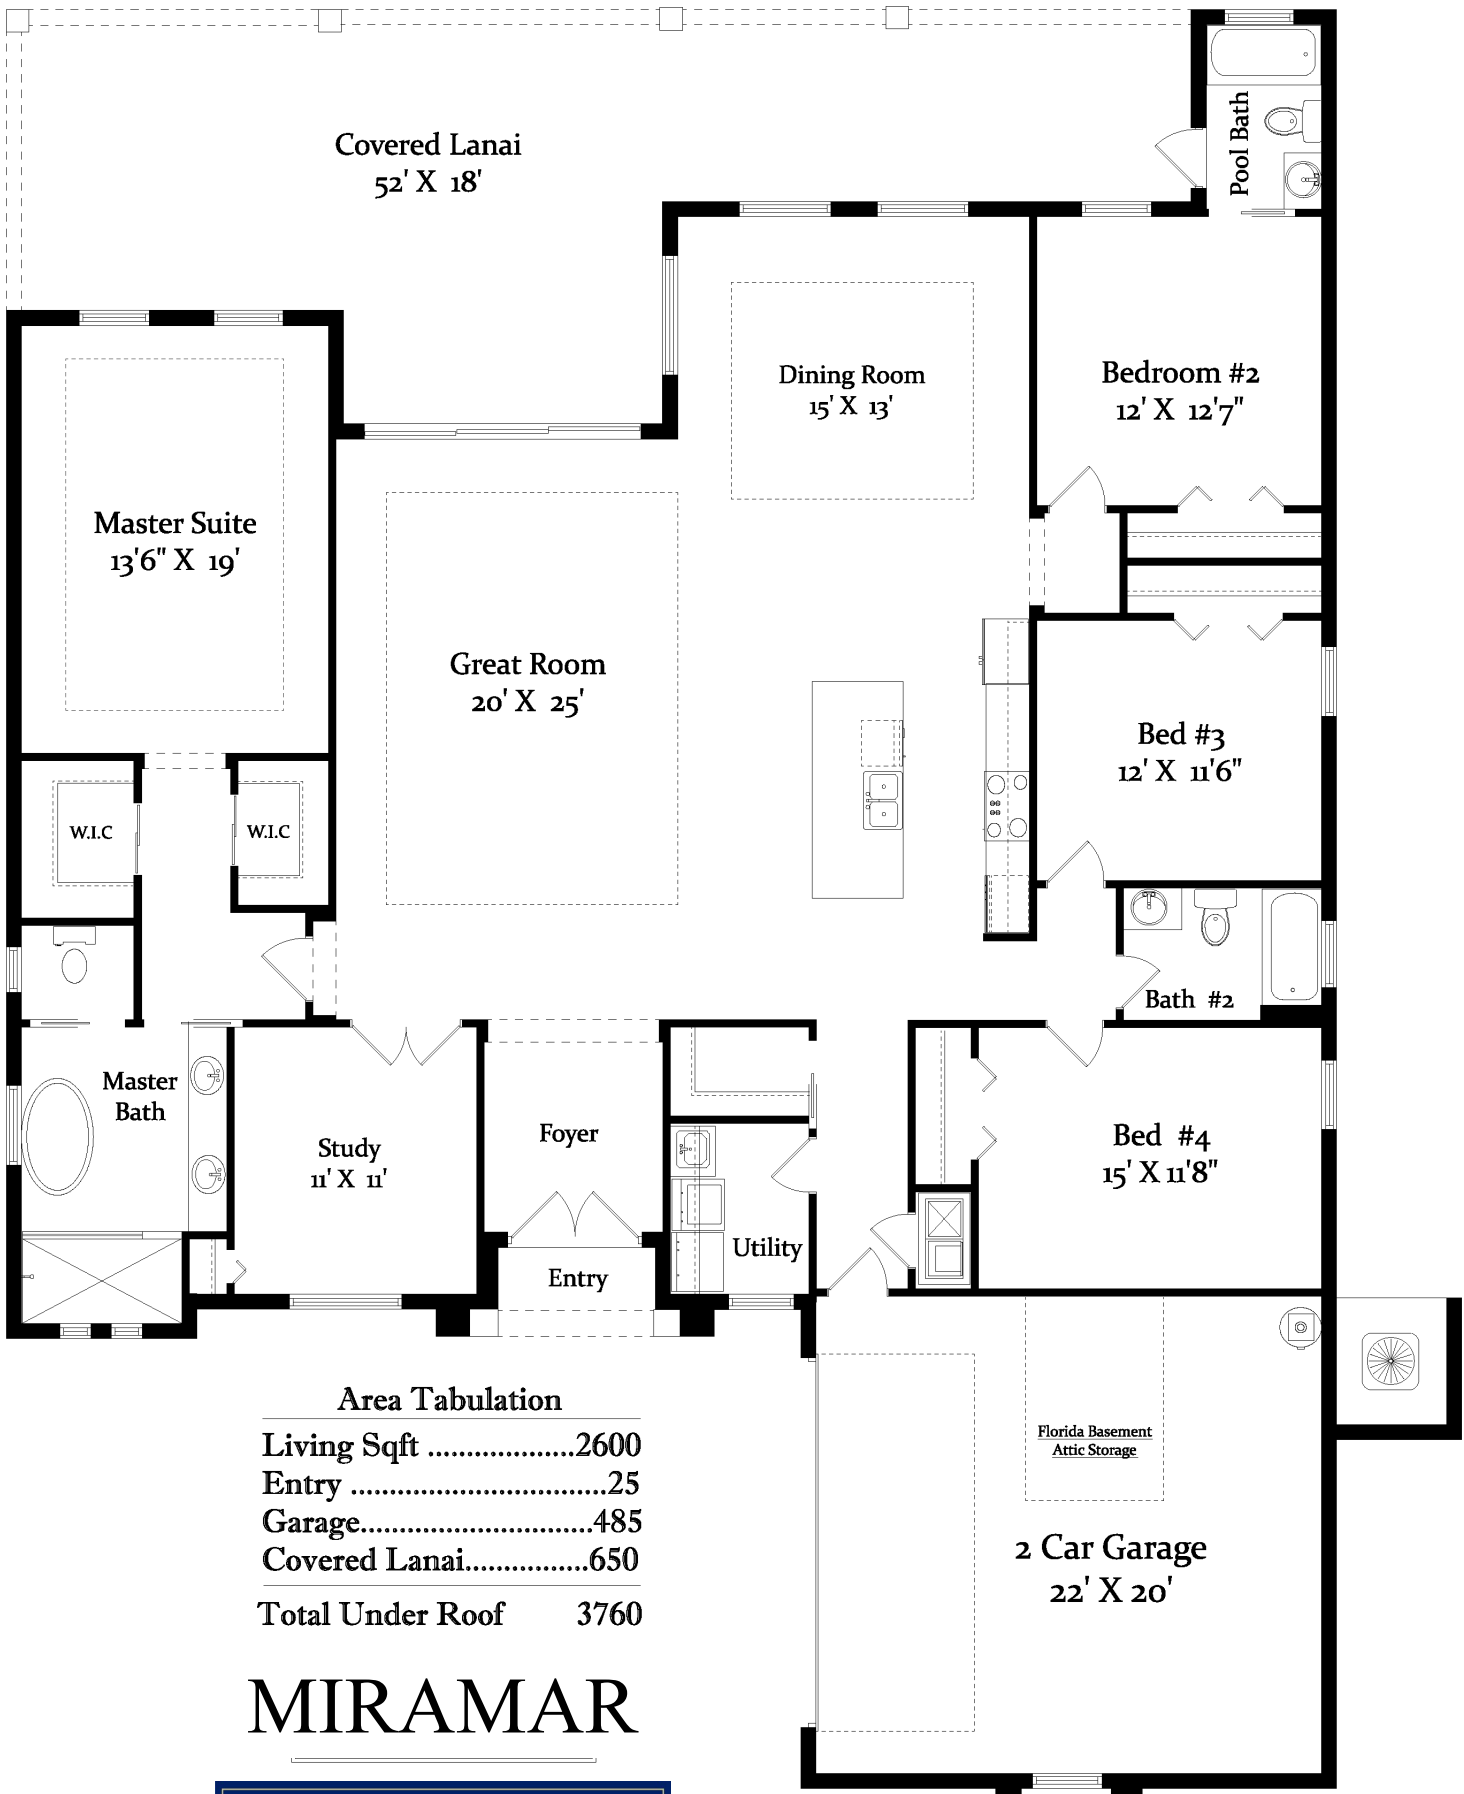 Covered Lanai
52' X 18'
Pool Bath
Dining Room
15' X 13'
Bedroom #2
12' X 12'7"
Master Suite
13'6" X 19'
Great Room
20' X 25'
Bed #3
12' X 11'6"
W.I.C
W.I.C
Bath #2
Master
Bath
Study
11' X 11'
Foyer
Bed #4
15' X 11'8"
Utility
Entry
Area Tabulation
Living Sqft ...................2600
Entry .................................25
Garage..............................485
Covered Lanai................650
Total Under Roof 3760
Florida Basement
Attic Storage
2 Car Garage
22' X 20'
MIRAMAR